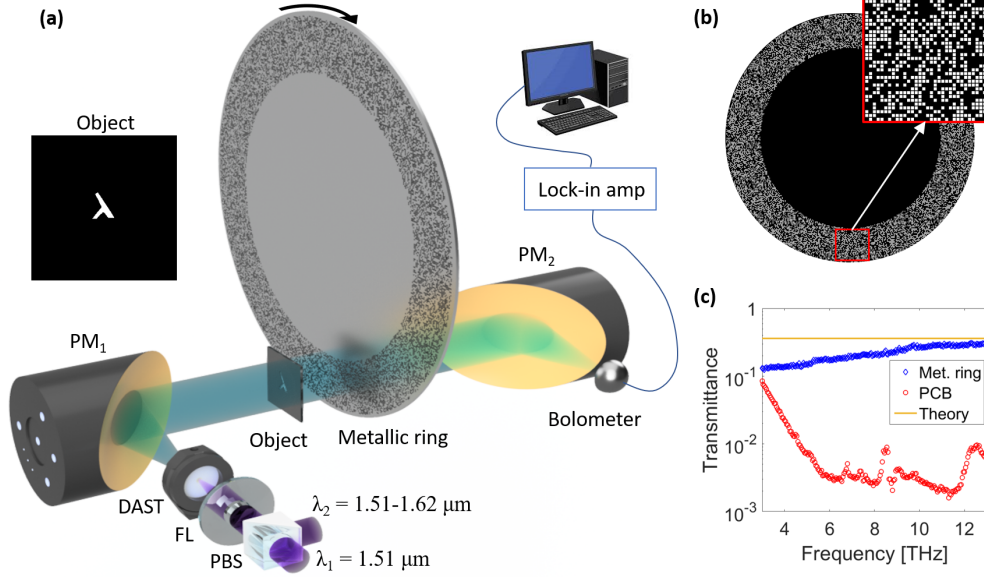 (a)
Object
λ
PM₁
DAST
FL
PBS
λ₂ = 1.51-1.62 μm
λ₁ = 1.51 μm
Object
λ
Metallic ring
PM₂
Bolometer
Lock-in amp
(b)
(c)
Transmittance
1
10⁻¹
10⁻²
10⁻³
Met. ring
PCB
Theory
4
6
8
10
12
Frequency [THz]